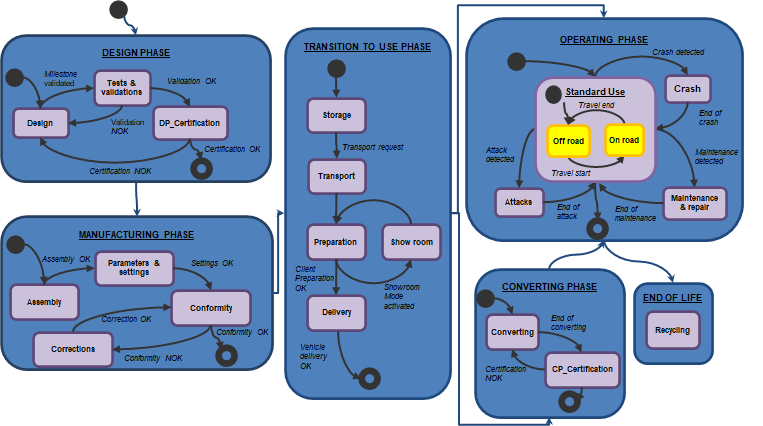 DESIGN PHASE
Milestone
validated
Tests &
validations
Validation OK
Design
Validation
NOK
DP_Certification
Certification OK
Certification NOK
MANUFACTURING PHASE
Assembly OK
Parameters &
settings
Settings OK
Assembly
Conformity
Correction OK
Conformity OK
Corrections
Conformity NOK
TRANSITION TO USE PHASE
Storage
Transport request
Transport
Preparation
Show room
Client
Preparation
OK
Showroom
Mode
activated
Delivery
Vehicle
delivery
OK
OPERATING PHASE
Crash detected
Standard Use
Travel end
Crash
Off road
On road
End of
crash
Attack
detected
Travel start
Maintenance
detected
Attacks
End of
attack
End of
maintenance
Maintenance
& repair
CONVERTING PHASE
End of
converting
Converting
Certification
NOK
CP_Certification
END OF LIFE
Recycling